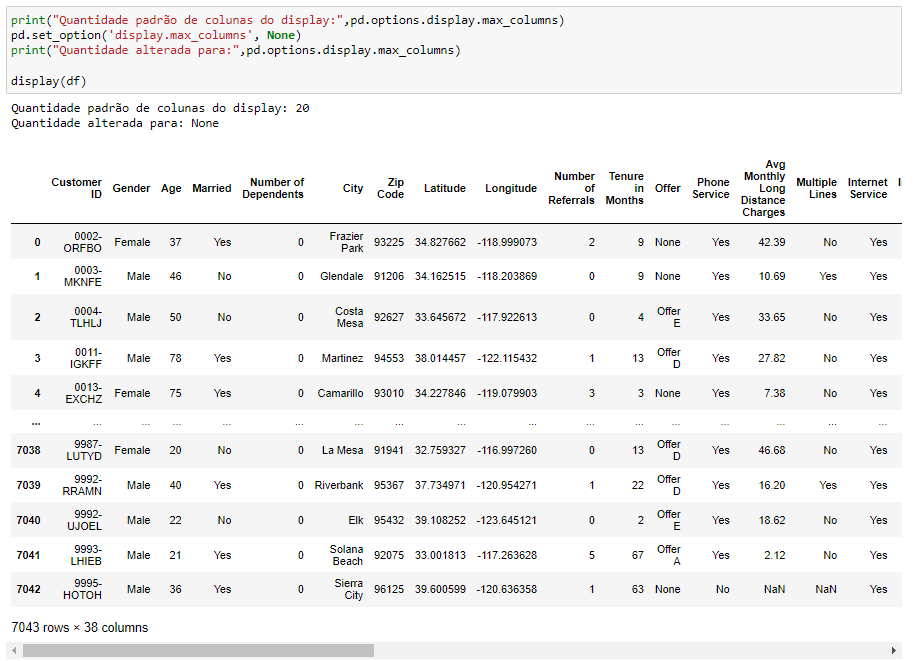 print("Quantidade padrão de colunas do display:",pd.options.display.max_columns)
pd.set_option('display.max_columns', None)
print("Quantidade alterada para:",pd.options.display.max_columns)
display(df)
Quantidade padrão de colunas do display: 20
Quantidade alterada para: None
Customer ID Gender Age Married Number of Dependents City Zip Code Latitude Longitude Number of Referrals Tenure in Months Offer Phone Service Avg Monthly Long Distance Charges Multiple Lines Internet Service
0 0002-ORFBO Female 37 Yes 0 Frazier Park 93225 34.827662 -118.999073 2 9 None Yes 42.39 No Yes
1 0003-MKNFE Male 46 No 0 Glendale 91206 34.162515 -118.203869 0 9 None Yes 10.69 Yes Yes
2 0004-TLHLJ Male 50 No 0 Costa Mesa 92627 33.645672 -117.922613 0 4 Offer E Yes 33.65 No Yes
3 0011-IGKFF Male 78 Yes 0 Martinez 94553 38.014457 -122.115432 1 13 Offer D Yes 27.82 No Yes
4 0013-EXCHZ Female 75 Yes 0 Camarillo 93010 34.227846 -119.079903 3 3 None Yes 7.38 No Yes
... ... ... ... ... ... ... ... ... ... ... ... ... ... ... ... ...
7038 9987-LUTYD Female 20 No 0 La Mesa 91941 32.759327 -116.997260 0 13 Offer D Yes 46.68 No Yes
7039 9992-RRAMN Male 40 Yes 0 Riverbank 95367 37.734971 -120.954271 1 22 Offer D Yes 16.20 Yes Yes
7040 9992-UJOEL Male 22 No 0 Elk 95432 39.108252 -123.645121 0 2 Offer E Yes 18.62 No Yes
7041 9993-LHIEB Male 21 Yes 0 Solana Beach 92075 33.001813 -117.263628 5 67 Offer A Yes 2.12 No Yes
7042 9995-HOTOH Male 36 Yes 0 Sierra City 96125 39.600599 -120.636358 1 63 None No NaN NaN Yes
7043 rows × 38 columns